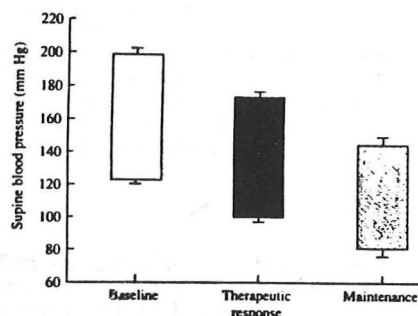 Supine blood pressure (mm Hg)
220
200
180
160
140
120
100
80
60
Baseline
Therapeutic response
Maintenance